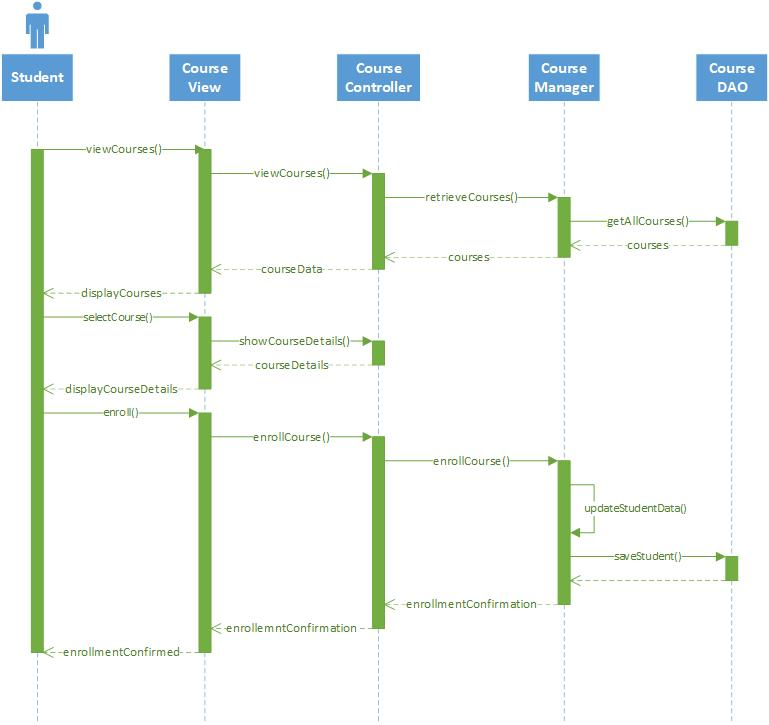 Student
Course
View
Course
Controller
Course
Manager
Course
DAO
viewCourses()
viewCourses()
retrieveCourses()
getAllCourses()
courses
courses
courseData
displayCourses
selectCourse()
showCourseDetails()
courseDetails
displayCourseDetails
enroll()
enrollCourse()
enrollCourse()
updateStudentData()
saveStudent()
enrollmentConfirmation
enrollemntConfirmation
enrollmentConfirmed